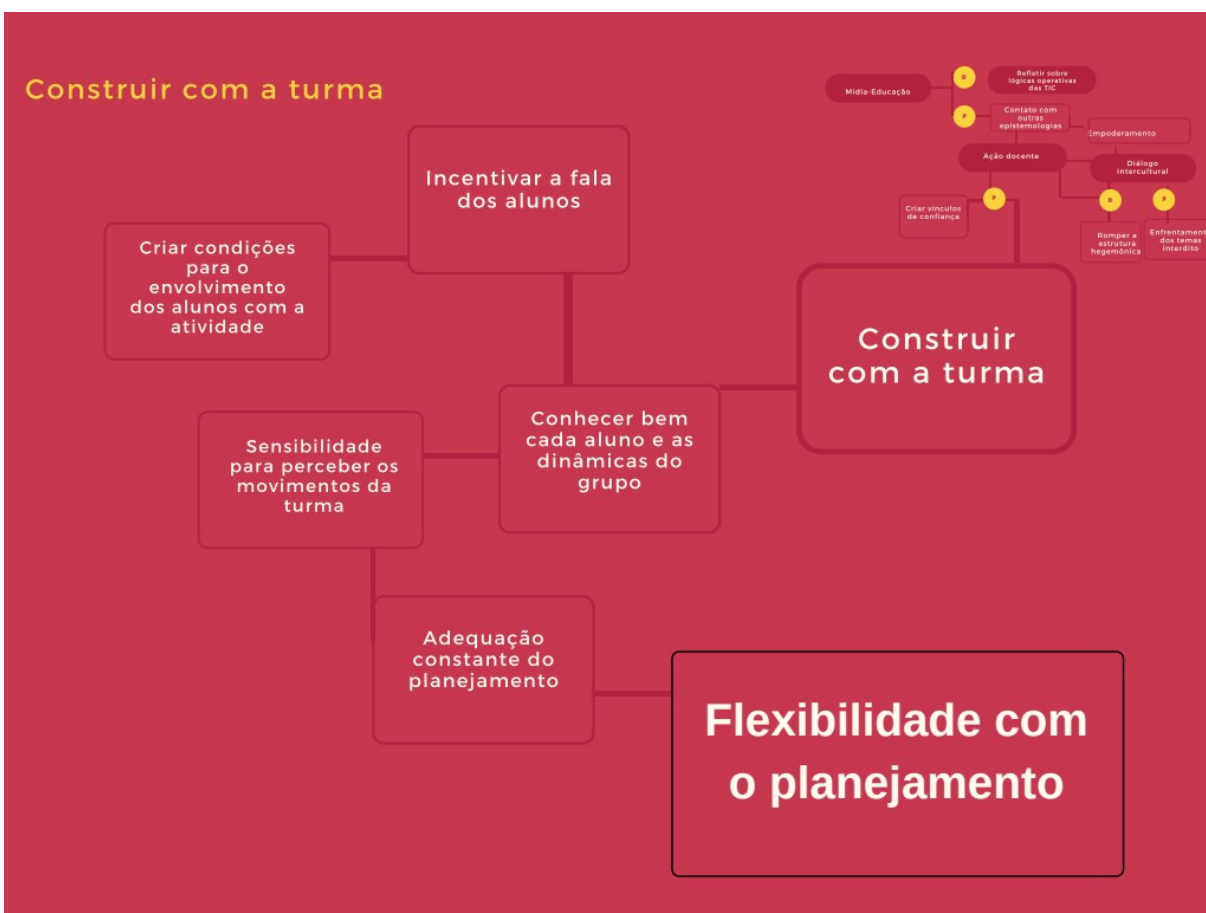 Construir com a turma
Mídia-Educação
D
Refletir sobre
lógicas operativas
das TIC
P
Contato com
outras
epistemologias
Empoderamento
Ação docente
Diálogo
Intercultural
Criar vínculos
de confiança
P
D
P
Romper a
estrutura
hegemônica
Enfrentament
dos temas
interdito
Incentivar a fala
dos alunos
Criar condições
para o
envolvimento
dos alunos com a
atividade
Construir
com a turma
Conhecer bem
cada aluno e as
dinâmicas do
grupo
Sensibilidade
para perceber os
movimentos da
turma
Adequação
constante do
planejamento
Flexibilidade com
o planejamento